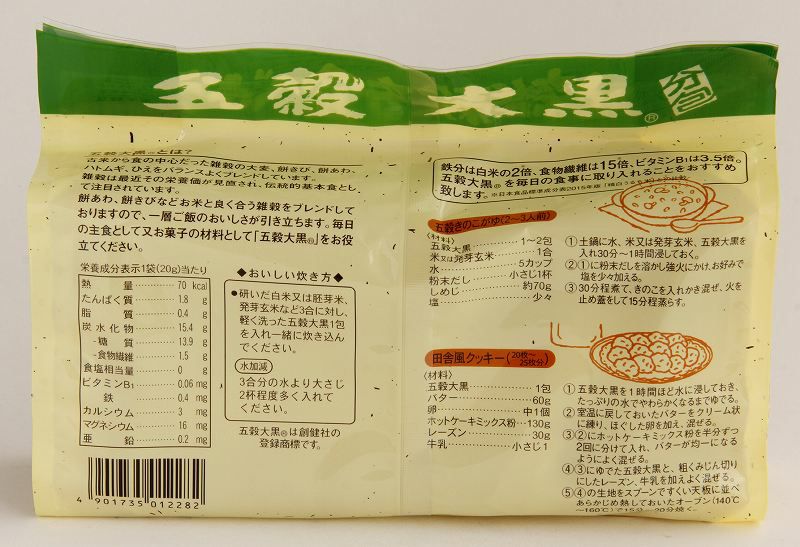 五穀大黒® 分包
五穀大黒®とは?
古来から食の中心だった雑穀の大麦、餅きび、餅あわ、
ハトムギ、ひえをバランスよくブレンドしています。
雑穀は最近その栄養価が見直され、伝統的基本食とし
て注目されています。
餅あわ、餅きびなどお米と良く合う雑穀をブレンドして
おりますので、一層ご飯のおいしさが引き立ちます。毎日
の主食として又お菓子の材料として「五穀大黒®」をお役
立てください。
栄養成分表示1袋(20g)当たり
熱量 70 kcal
たんぱく質 1.8 g
脂質 0.4 g
炭水化物 15.4 g
-糖質 13.9 g
-食物繊維 1.5 g
食塩相当量 0 g
ビタミンB₁ 0.06 mg
鉄 0.4 mg
カルシウム 3 mg
マグネシウム 16 mg
亜鉛 0.2 mg
4 901735 012282
◆おいしい炊き方◆
●研いだ白米又は胚芽米、
発芽玄米など3合に対し、
軽く洗った五穀大黒1包
を入れ一緒に炊き込ん
でください。
水加減
3合分の水より大さじ
2杯程度多く入れて
ください。
五穀大黒®は創健社の
登録商標です。
鉄分は白米の2倍、食物繊維は15倍、ビタミンB₁は3.5倍。
五穀大黒®を毎日の食事に取り入れることをおすすめ
致します。
五穀きのこがゆ(2〜3人前)
〈材料〉
五穀大黒 1〜2包
米又は発芽玄米 1合
水 5カップ
粉末だし 小さじ1杯
しめじ 約70g
塩 少々
①土鍋に水、米又は発芽玄米、五穀大黒を
入れ30分〜1時間浸しておく。
②①に粉末だしを溶かし強火にかけ、お好みで
塩を少々加える。
③30分程煮て、きのこを入れかき混ぜ、火を
止め蓋をして15分程蒸らす。
田舎風クッキー(20枚〜25枚分)
〈材料〉
五穀大黒 1包
バター 60g
卵 中1個
ホットケーキミックス粉 130g
レーズン 30g
牛乳 小さじ1
①五穀大黒を1時間ほど水に浸しておき、
たっぷりの水でやわらかくなるまでゆでる。
②室温に戻しておいたバターをクリーム状
に練り、ほぐした卵を加え、混ぜる。
③②にホットケーキミックス粉を半分ずつ
2回に分けて入れ、バターが均一になる
ようによく混ぜる。
④③にゆでた五穀大黒と、粗くみじん切り
にしたレーズン、牛乳を加えよく混ぜる。
⑤④の生地をスプーンですくい天板に並べ
あらかじめ熱しておいたオーブン(140℃
〜160℃)で15分〜20分焼く。